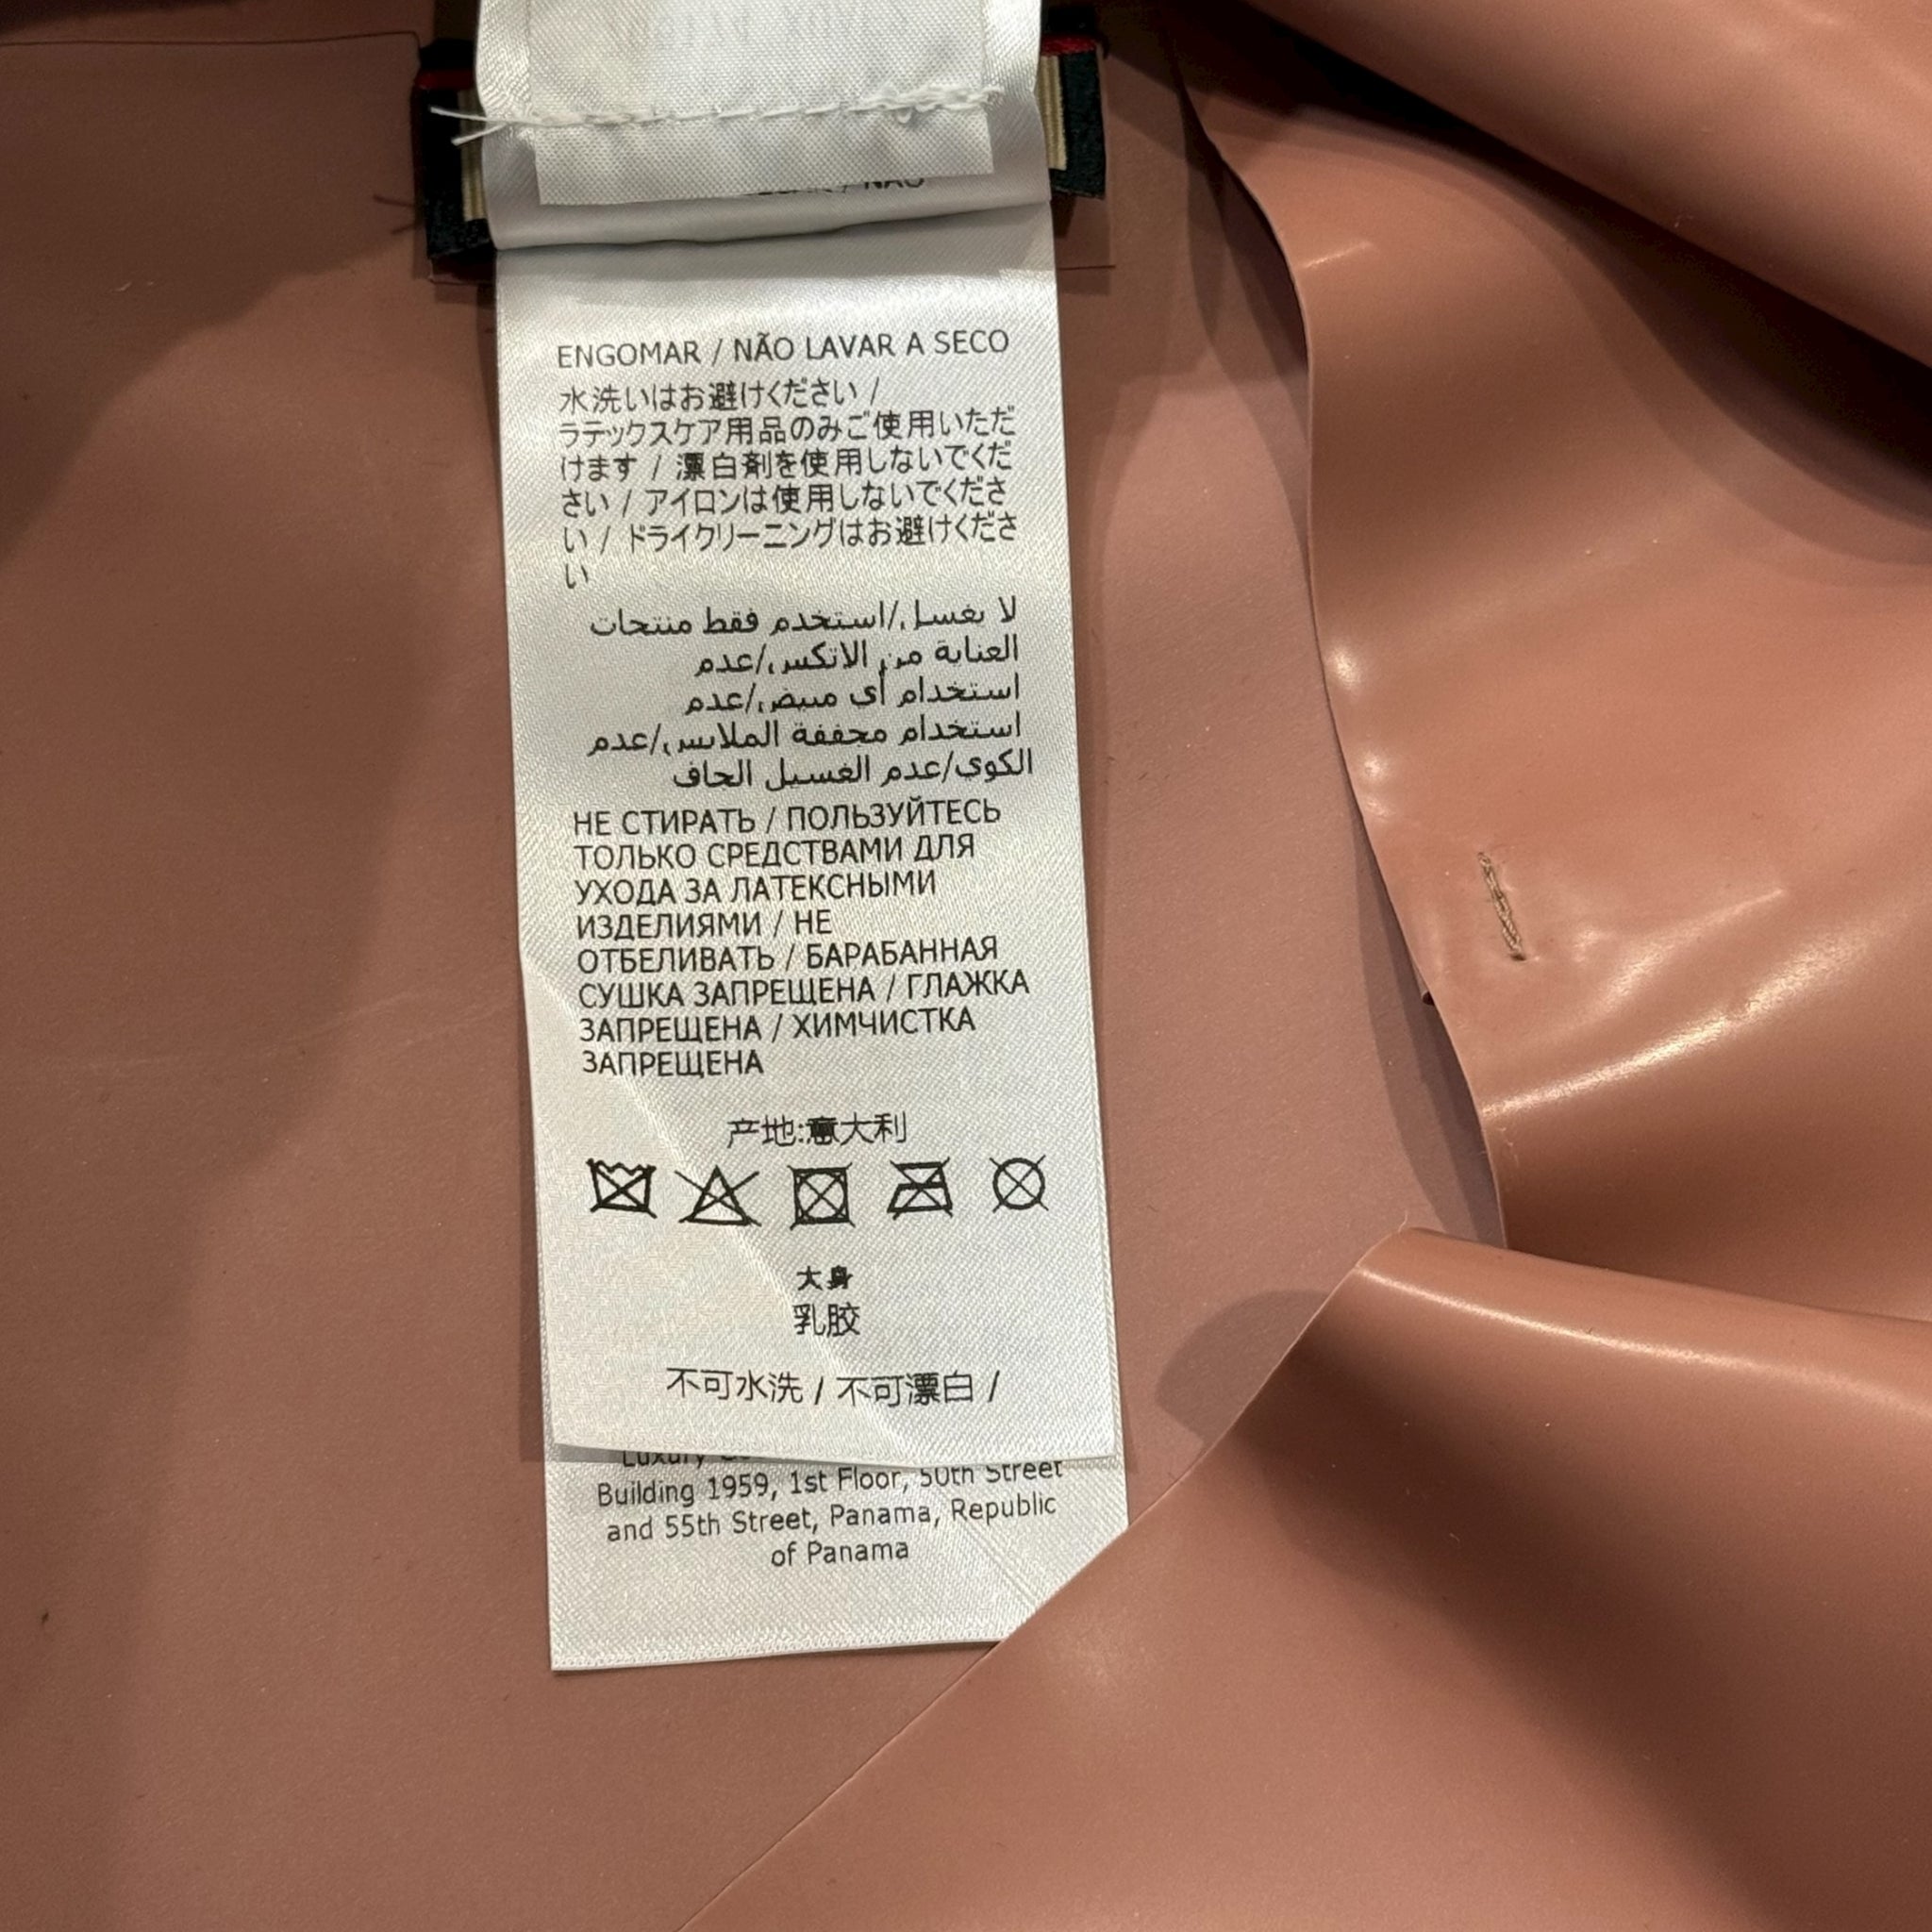 NÃO
ENGOMAR / NÃO LAVAR A SECO
水洗いはお避けください /
ラテックスケア用品のみご使用いただ
けます / 漂白剤を使用しないでくだ
さい / アイロンは使用しないでくださ
い / ドライクリーニングはお避けくださ
い
لا يغسل/استخدم فقط منتجات
العناية من الاتكس/عدم
استخدام أي مبيض/عدم
استخدام مجففة الملابس/عدم
الكوي/عدم الغسيل الجاف
НЕ СТИРАТЬ / ПОЛЬЗУЙТЕСЬ
ТОЛЬКО СРЕДСТВАМИ ДЛЯ
УХОДА ЗА ЛАТЕКСНЫМИ
ИЗДЕЛИЯМИ / НЕ
ОТБЕЛИВАТЬ / БАРАБАННАЯ
СУШКА ЗАПРЕЩЕНА / ГЛАЖКА
ЗАПРЕЩЕНА / ХИМЧИСТКА
ЗАПРЕЩЕНА
产地:意大利
大身
乳胶
不可水洗 / 不可漂白 /
Luxury
Building 1959, 1st Floor, 50th Street
and 55th Street, Panama, Republic
of Panama